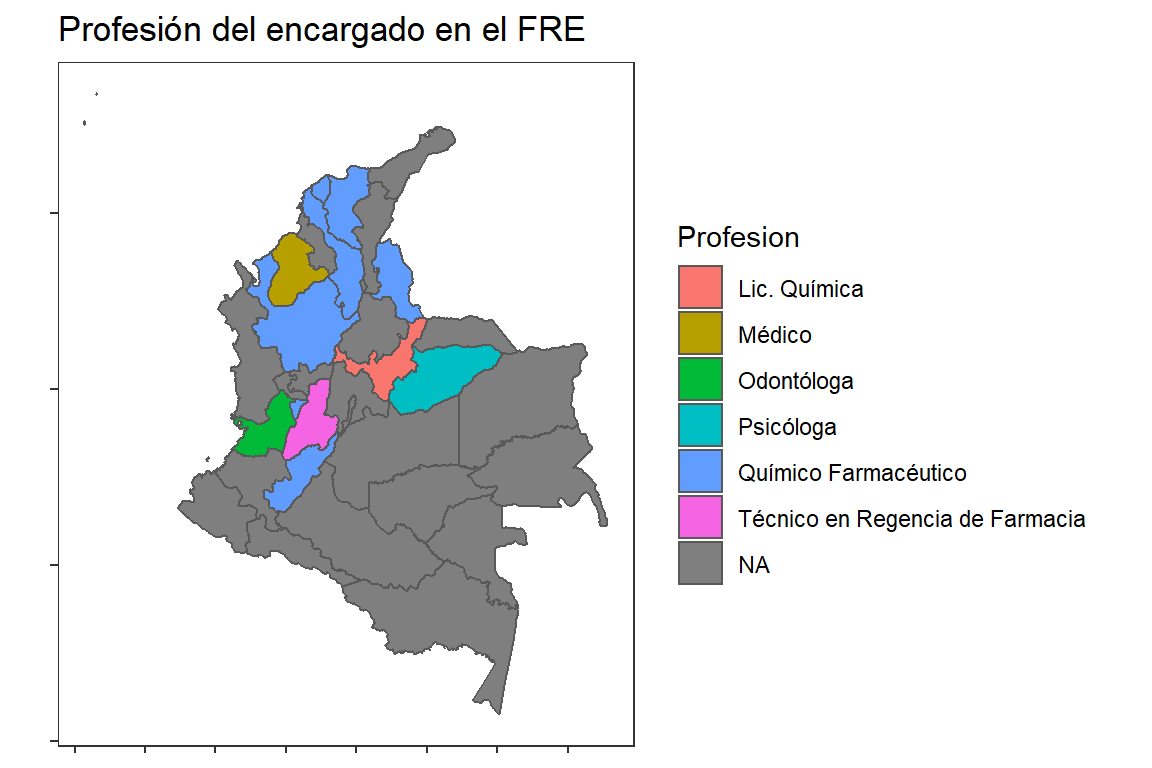 Profesión del encargado en el FRE
Profesion
Lic. Química
Médico
Odontóloga
Psicóloga
Químico Farmacéutico
Técnico en Regencia de Farmacia
NA